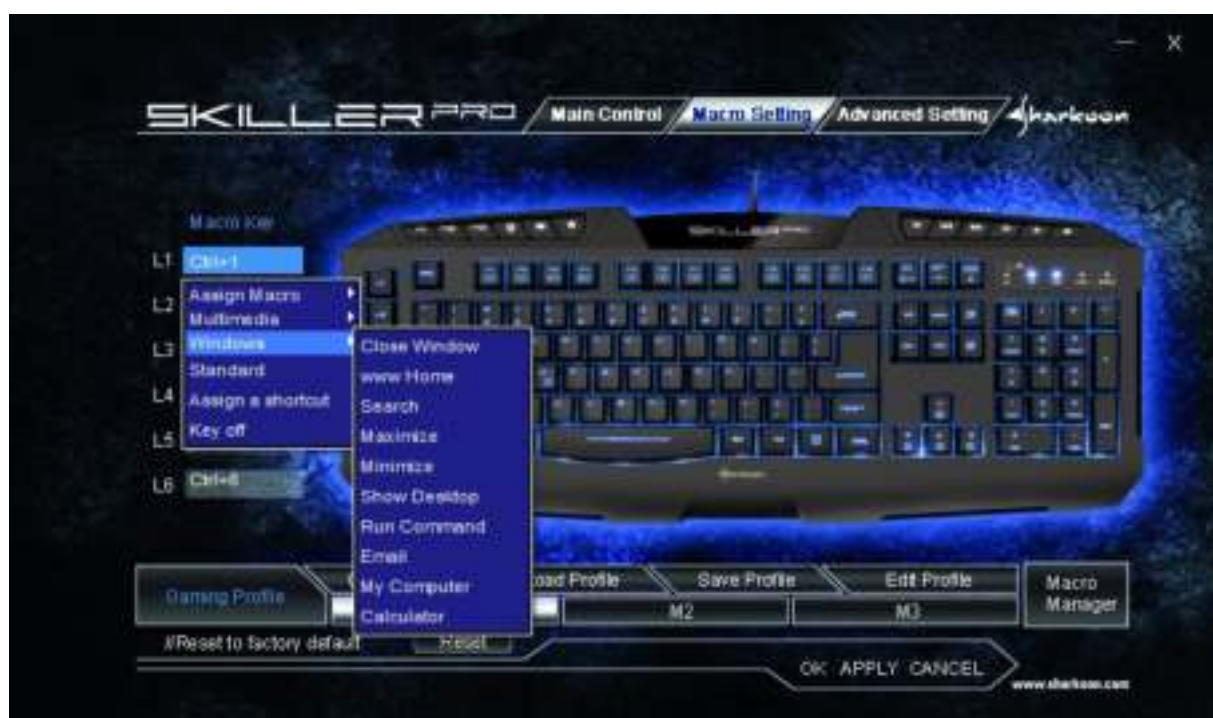 — X
SKILLER PRO Main Control Macro Setting Advanced Setting Sharkoon
Macro Key
L1 Ctrl+1
L2 Assign Macro
Multimedia
L3 Windows
Standard
L4 Assign a shortcut
L5 Key off
L6 Ctrl+6
Close Window
www Home
Search
Maximize
Minimize
Show Desktop
Run Command
Email
My Computer
Calculator
Gaming Profile Save Profile Edit Profile Macro Manager
Profile
M2 M3
//Reset to factory default Reset
OK APPLY CANCEL
www.sharkoon.com